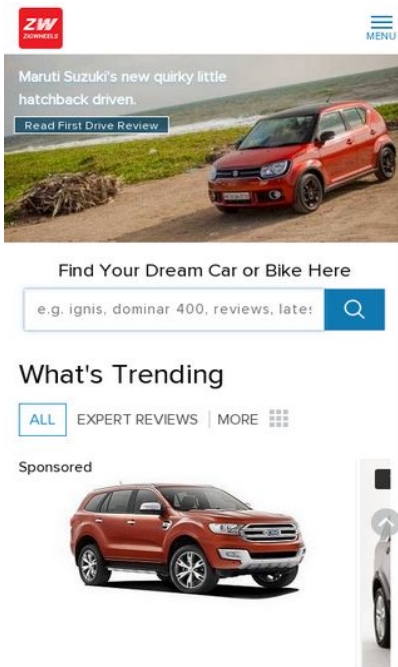 ZW
ZIGWHEELS
MENU
Maruti Suzuki's new quirky little
hatchback driven.
Read First Drive Review
Find Your Dream Car or Bike Here
e.g. ignis, dominar 400, reviews, lates
What's Trending
ALL
EXPERT REVIEWS
MORE
Sponsored